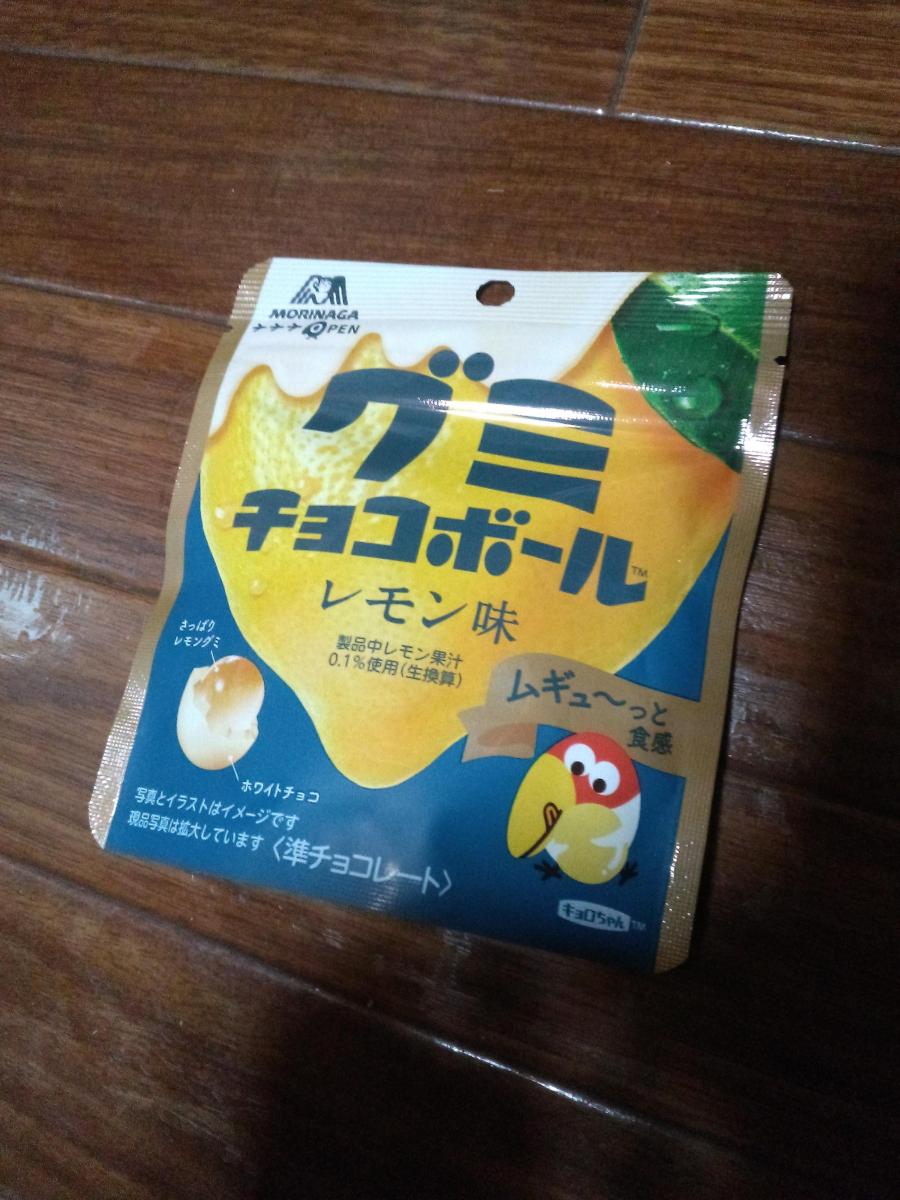 MORINAGA
OPEN
グミ
チョコボール™
レモン味
製品中レモン果汁
0.1%使用(生換算)
ムギュ〜っと
食感
さっぱり
レモングミ
ホワイトチョコ
写真とイラストはイメージです
現品写真は拡大しています
〈準チョコレート〉
キョロちゃん™